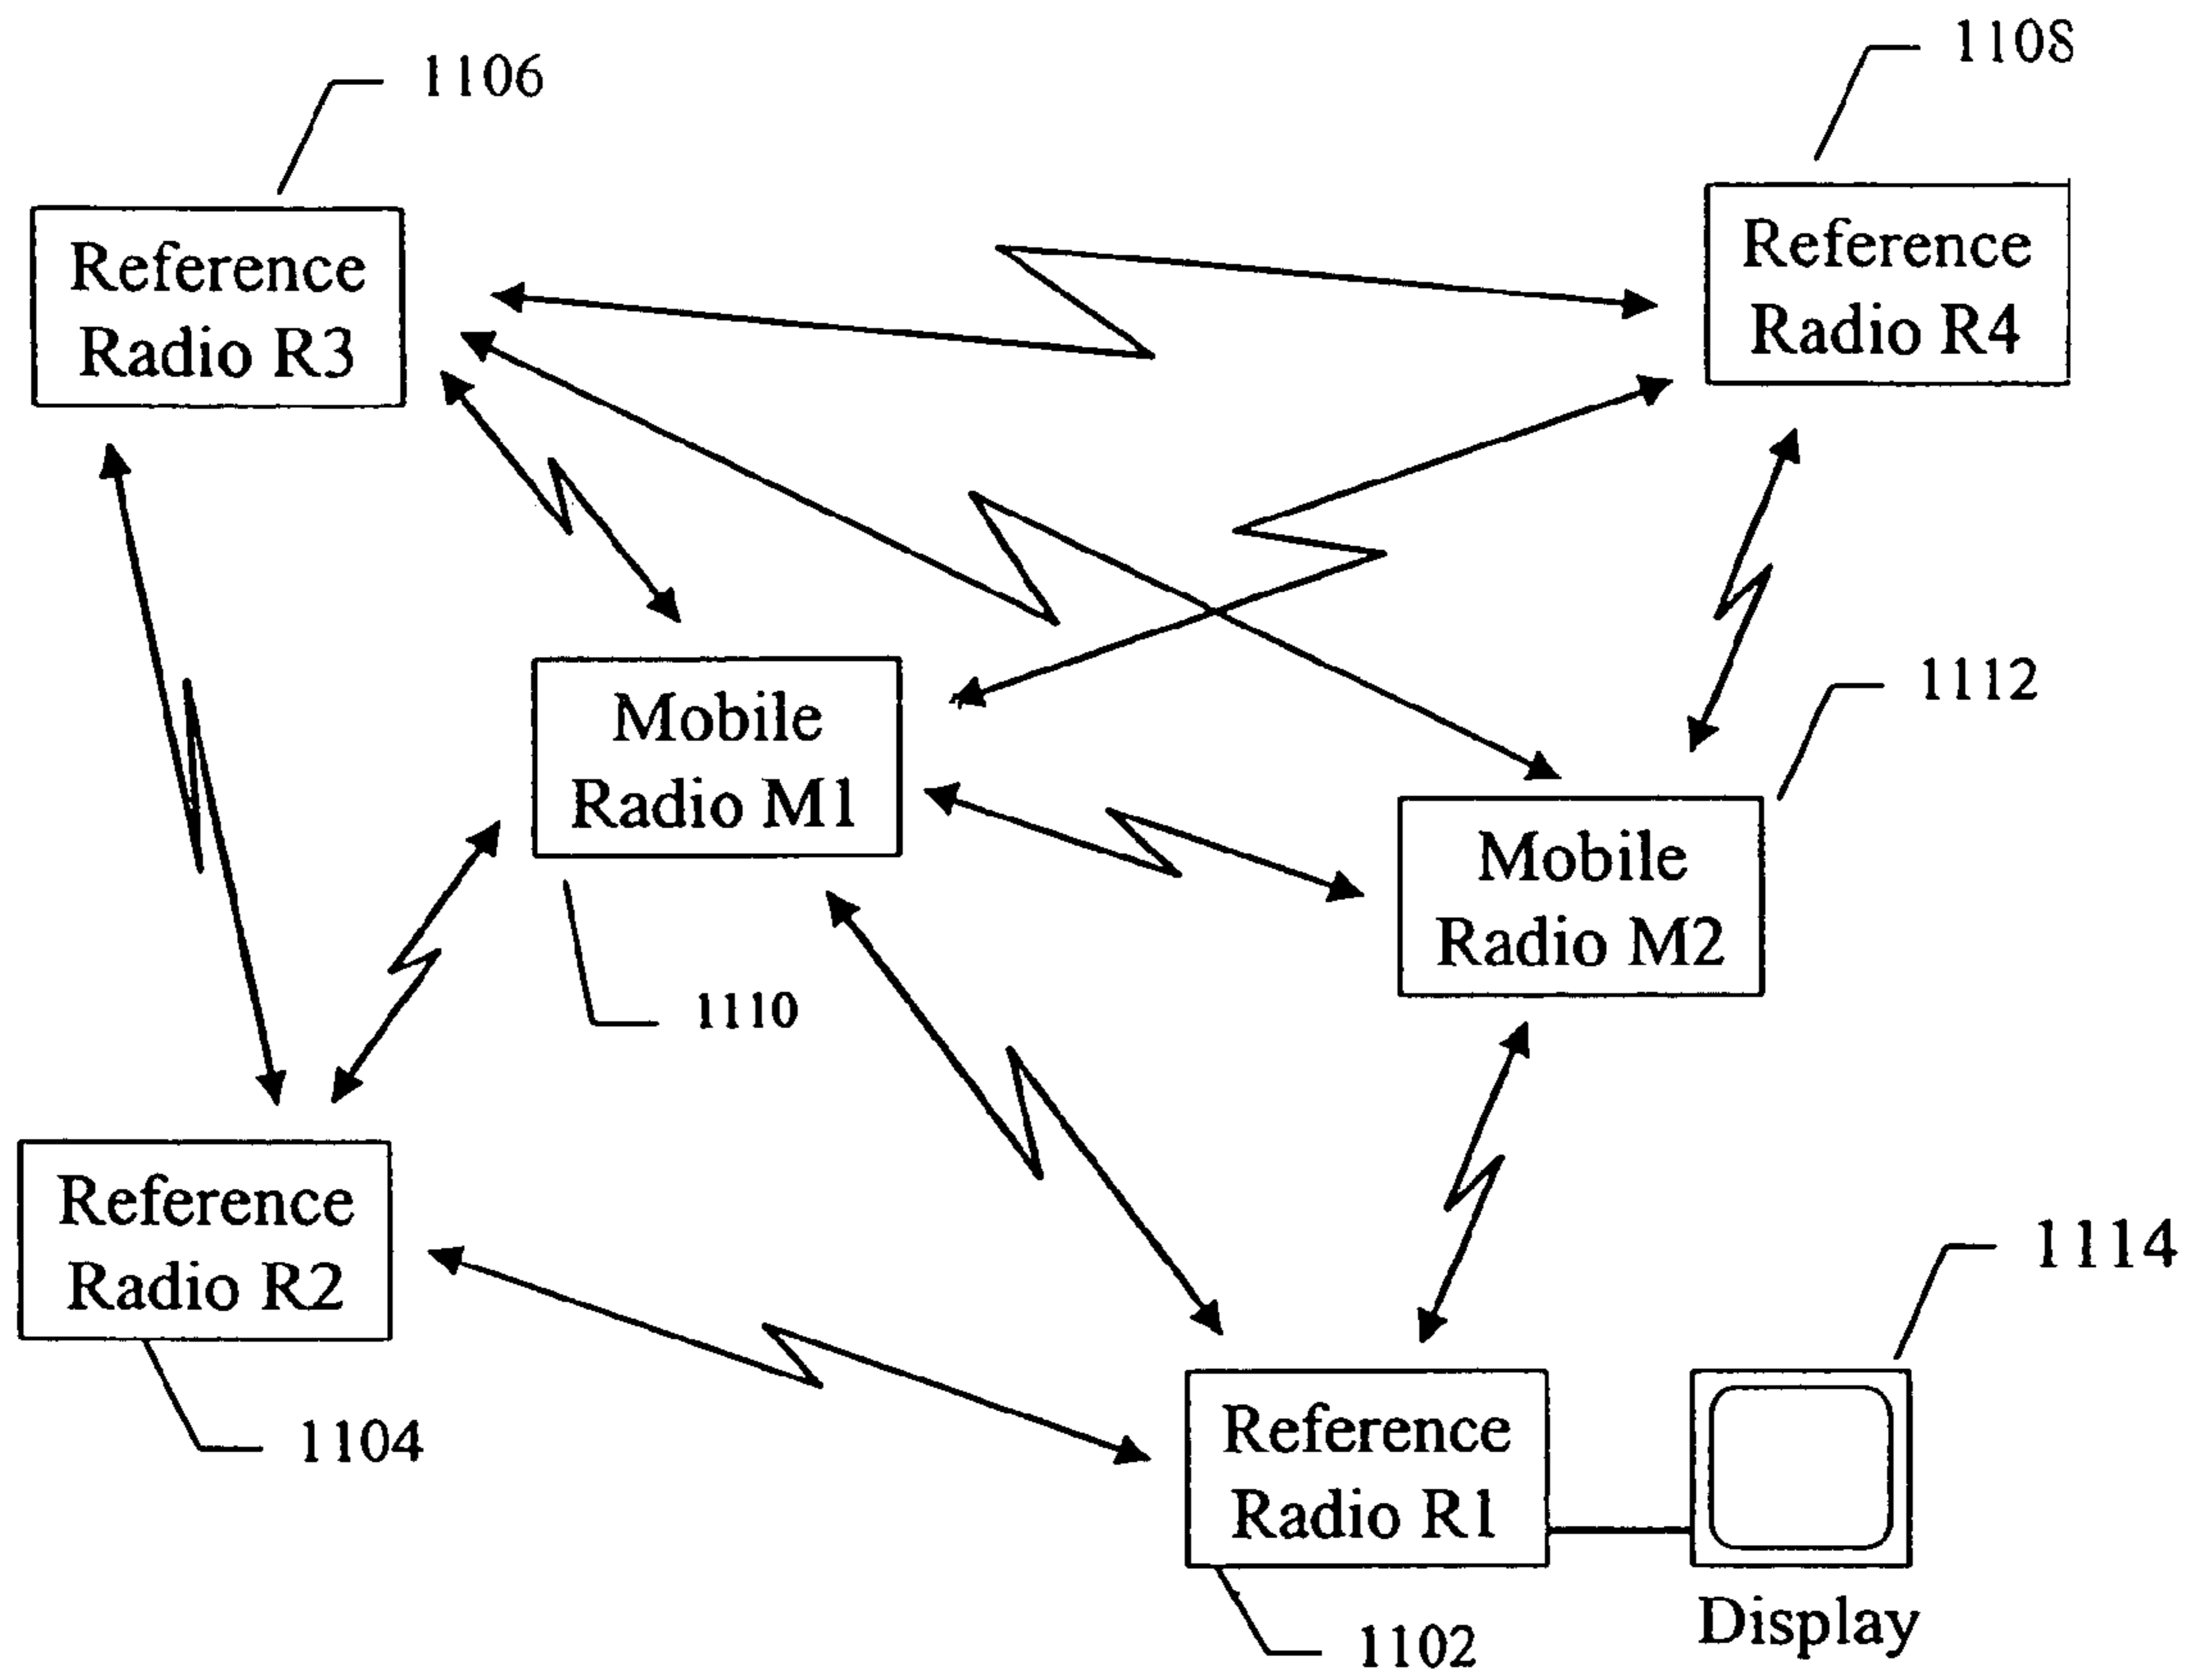 1106
1108
Reference
Radio R3
Reference
Radio R4
1112
Mobile
Radio M1
Mobile
Radio M2
1110
Reference
Radio R2
1114
1104
Reference
Radio R1
Display
1102